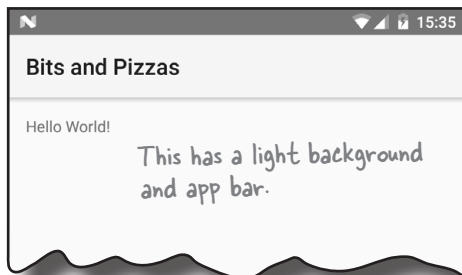 15:35
Bits and Pizzas
Hello World!
This has a light background
and app bar.